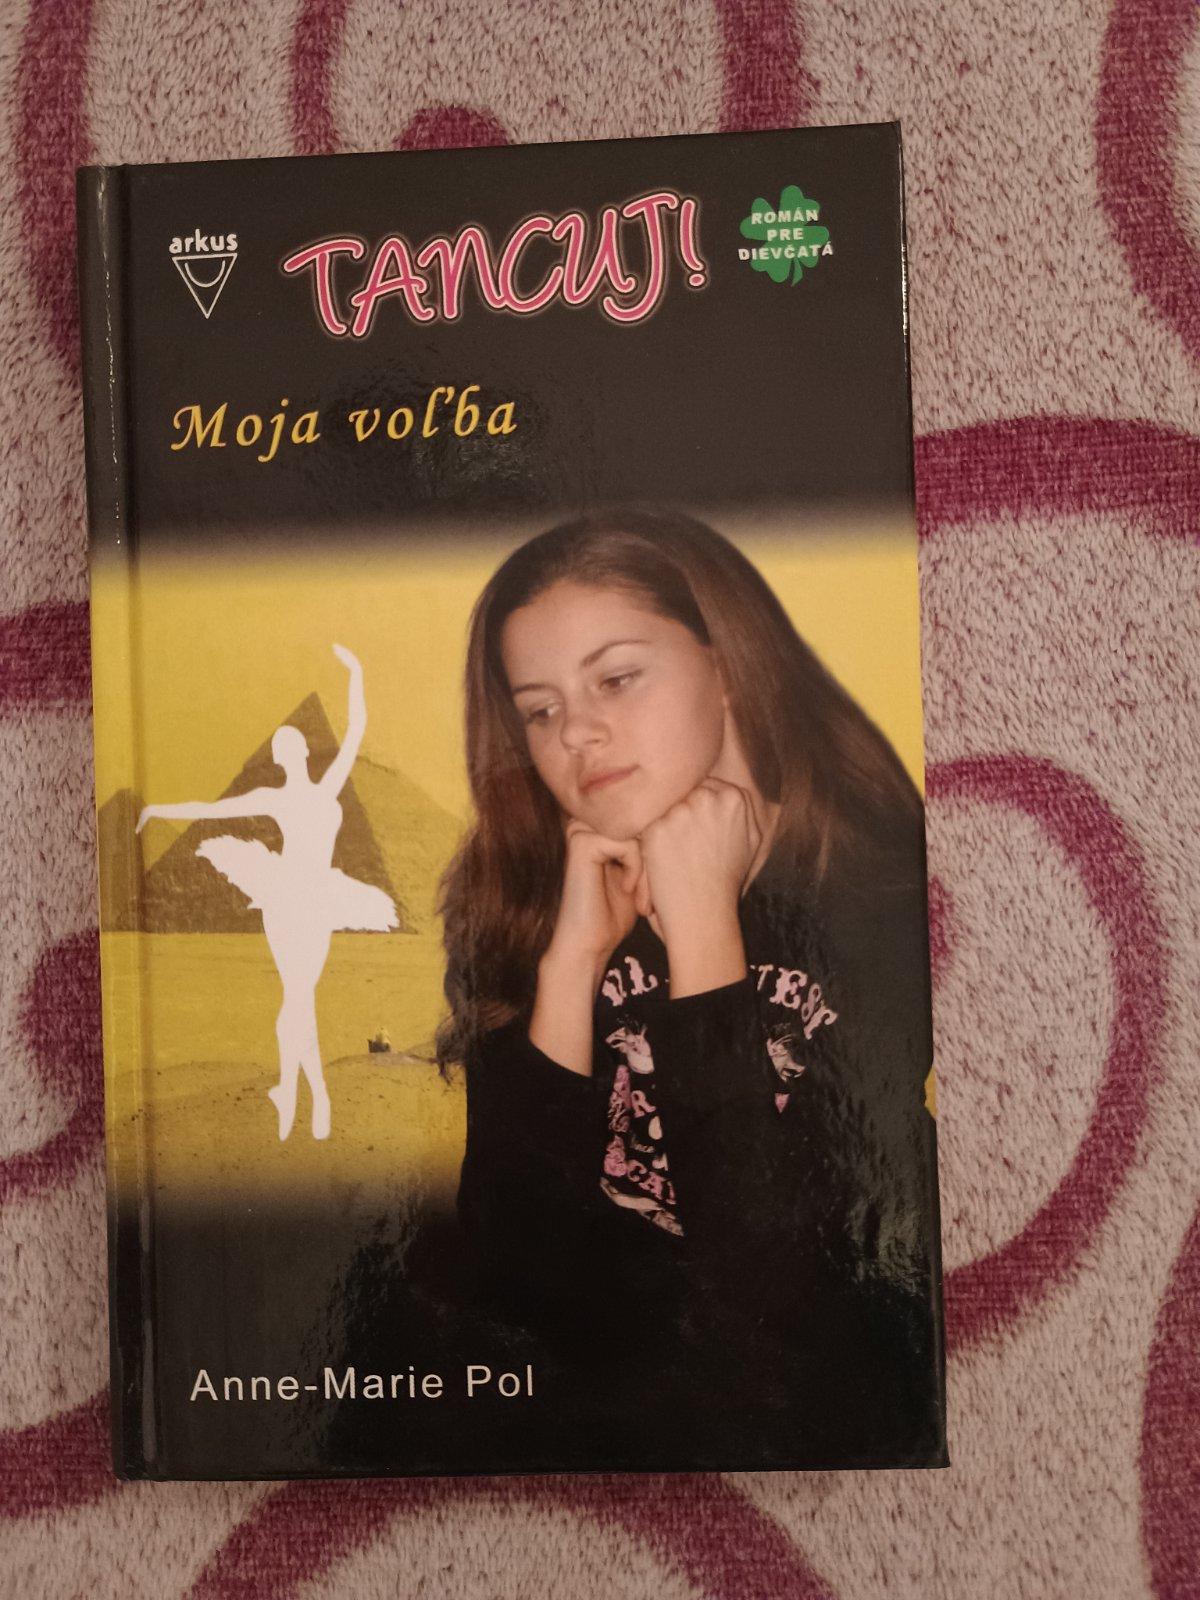 arkus
TANCUJ!
ROMÁN
PRE
DIEVČATÁ
Moja voľba
Anne-Marie Pol